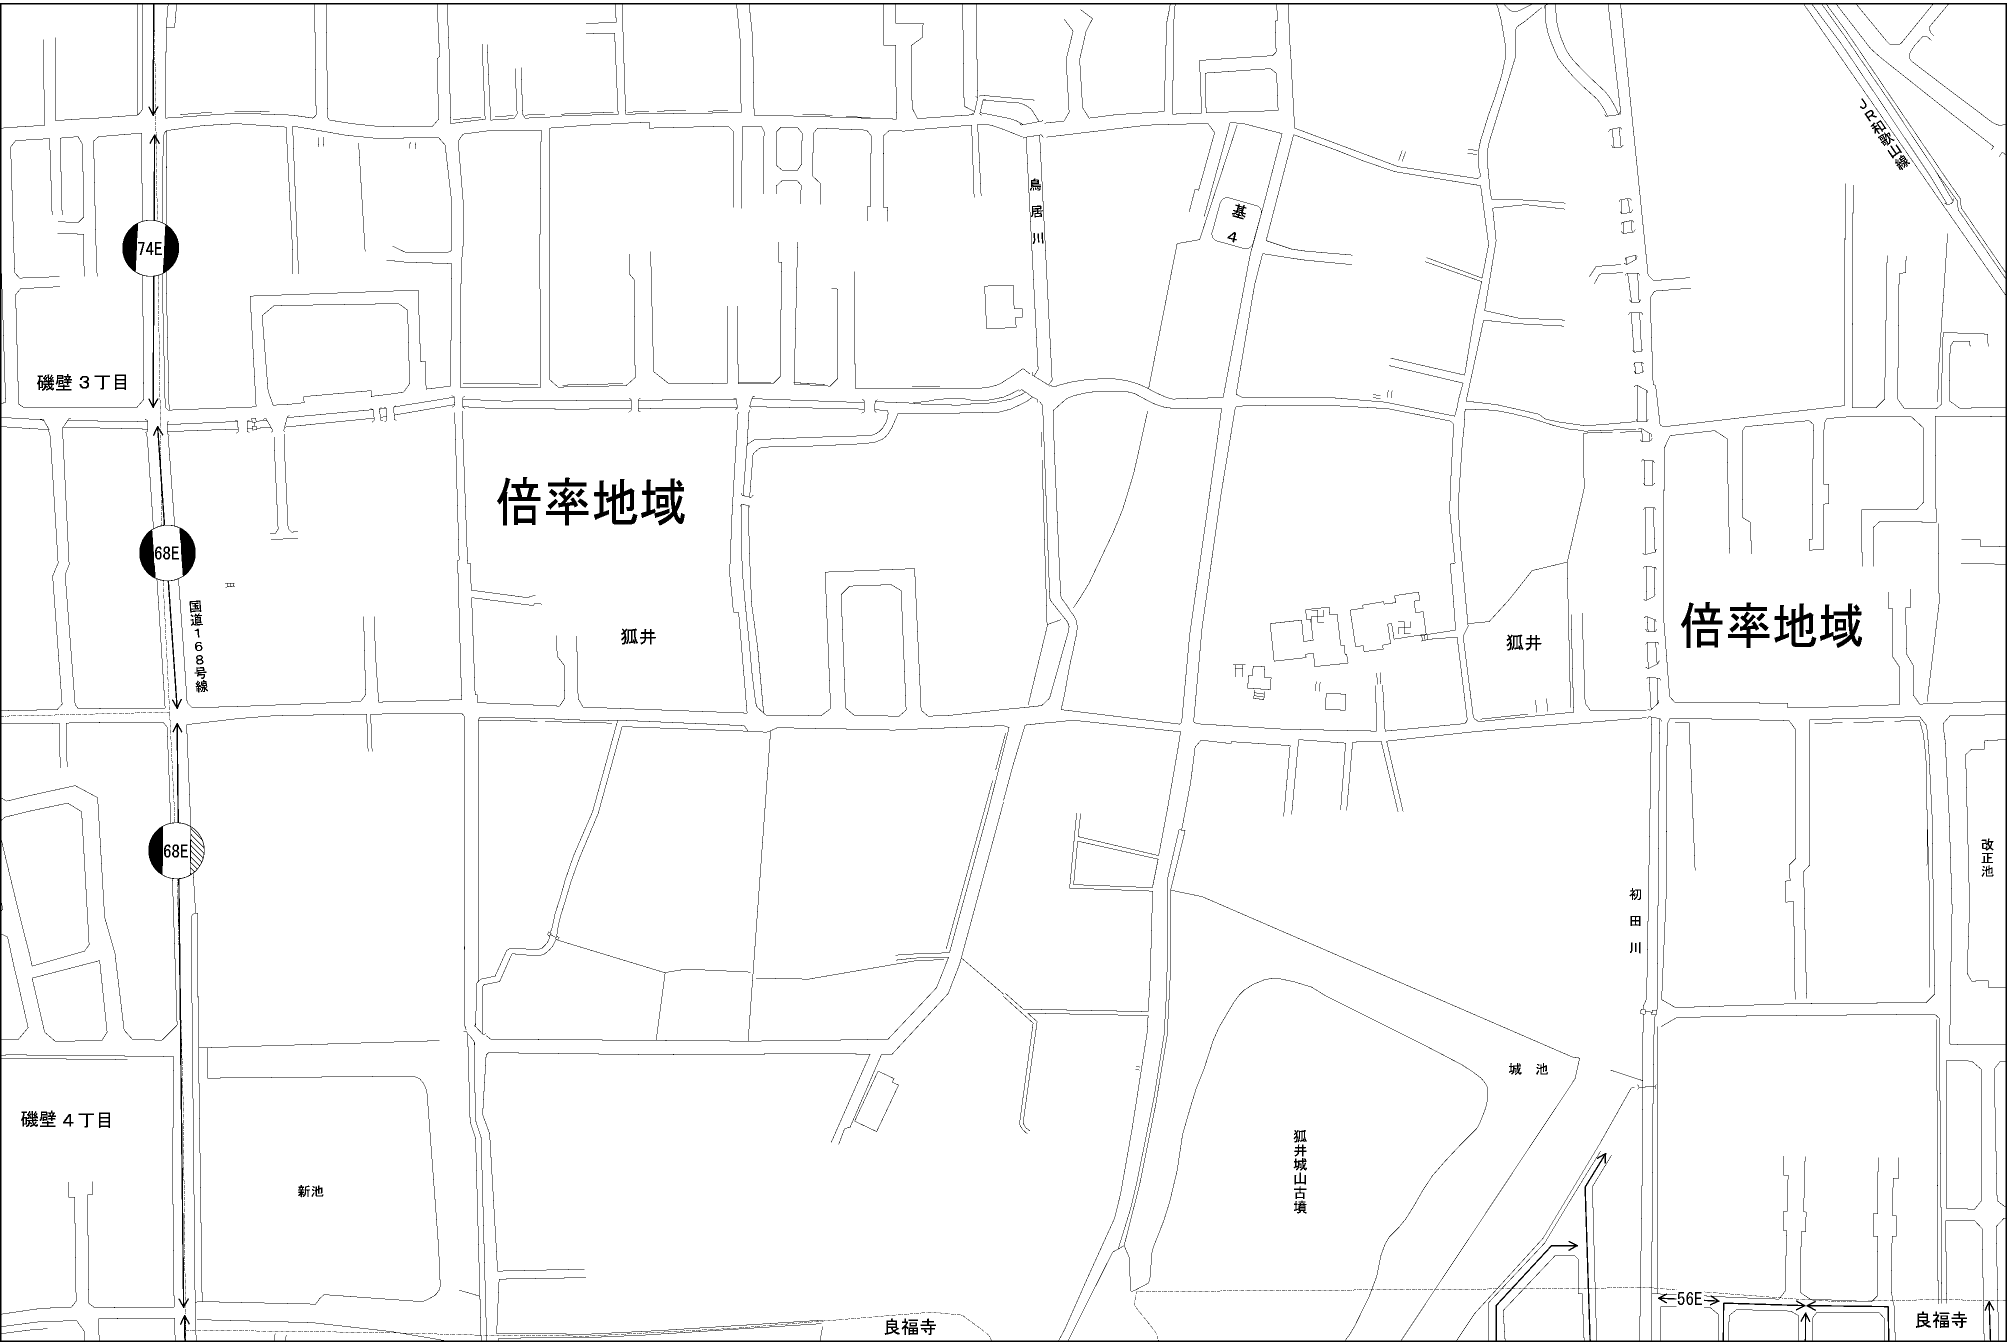 JR和歌山線
鳥居川
基
4
74E
磯壁3丁目
倍率地域
68E
国道168号線
狐井
狐井
倍率地域
68E
改正池
初田川
城池
磯壁4丁目
狐井城山古墳
新池
56E
良福寺
良福寺